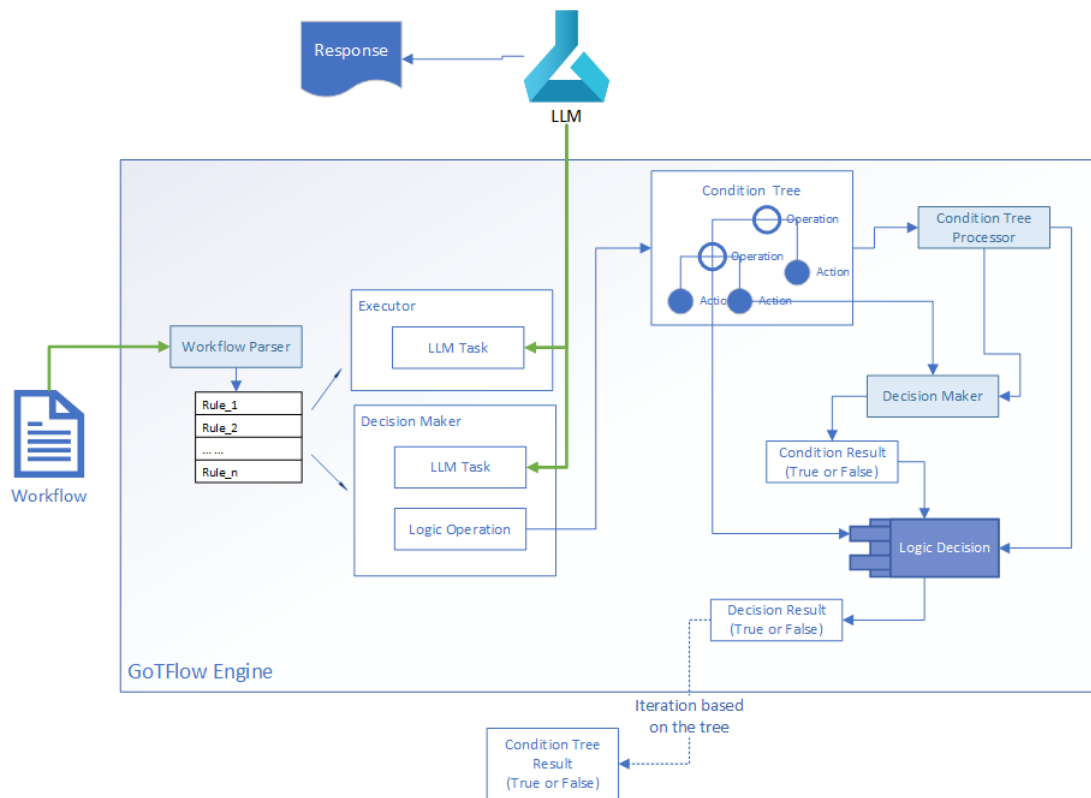 Response
LLM
Condition Tree
Operation
Operation
Action
Actio
Action
Condition Tree
Processor
Executor
LLM Task
Workflow Parser
Rule_1
Rule_2
... ...
Rule_n
Workflow
Decision Maker
LLM Task
Logic Operation
Decision Maker
Condition Result
(True or False)
Logic Decision
Decision Result
(True or False)
GoTFlow Engine
Iteration based
on the tree
Condition Tree
Result
(True or False)